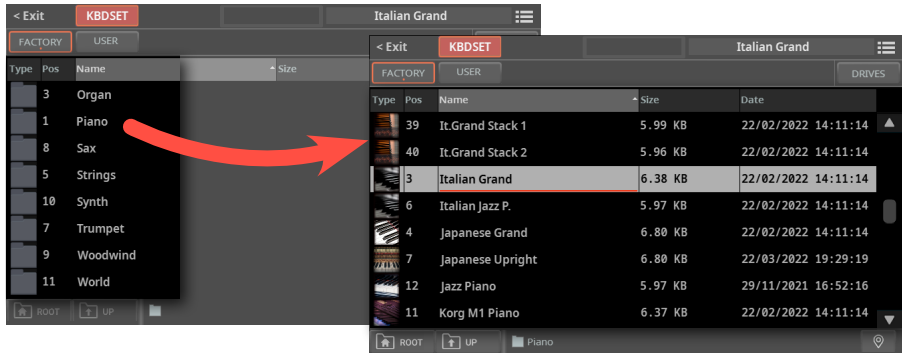 < Exit KBDSET Italian Grand
FACTORY USER
Type Pos Name Size
3 Organ
1 Piano
8 Sax
5 Strings
10 Synth
7 Trumpet
9 Woodwind
11 World
ROOT UP
< Exit KBDSET Italian Grand
FACTORY USER DRIVES
Type Pos Name Size Date
39 It.Grand Stack 1 5.99 KB 22/02/2022 14:11:14
40 It.Grand Stack 2 5.96 KB 22/02/2022 14:11:14
3 Italian Grand 6.38 KB 22/02/2022 14:11:14
6 Italian Jazz P. 5.97 KB 22/02/2022 14:11:14
4 Japanese Grand 6.80 KB 22/02/2022 14:11:14
7 Japanese Upright 6.80 KB 22/03/2022 19:29:19
12 Jazz Piano 5.97 KB 29/11/2021 16:52:16
11 Korg M1 Piano 6.37 KB 22/02/2022 14:11:14
ROOT UP Piano